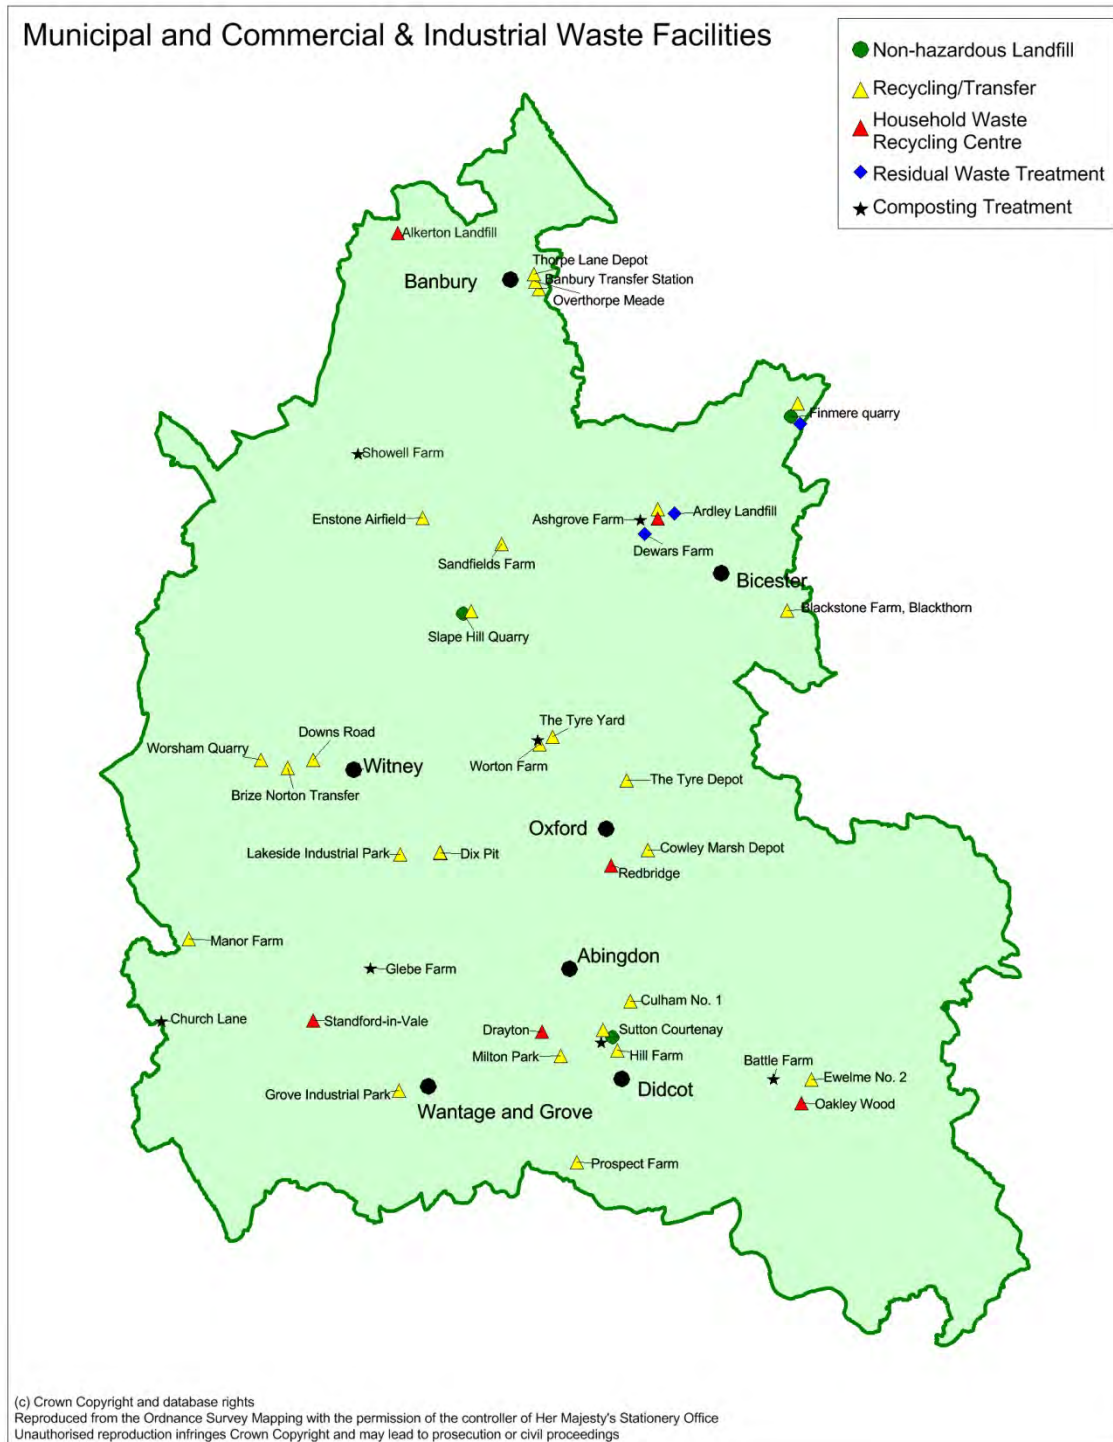 Municipal and Commercial & Industrial Waste Facilities
Non-hazardous Landfill
Recycling/Transfer
Household Waste
Recycling Centre
Residual Waste Treatment
Composting Treatment
Alkerton Landfill
Thorpe Lane Depot
Banbury
Banbury Transfer Station
Overthorpe Meade
Finmere quarry
Showell Farm
Enstone Airfield
Ashgrove Farm
Ardley Landfill
Dewars Farm
Sandfields Farm
Bicester
Blackstone Farm, Blackthorn
Slape Hill Quarry
The Tyre Yard
Downs Road
Worsham Quarry
Witney
Worton Farm
The Tyre Depot
Brize Norton Transfer
Oxford
Cowley Marsh Depot
Lakeside Industrial Park
Dix Pit
Redbridge
Manor Farm
Abingdon
Glebe Farm
Culham No. 1
Church Lane
Standford-in-Vale
Drayton
Sutton Courtenay
Milton Park
Hill Farm
Battle Farm
Ewelme No. 2
Grove Industrial Park
Didcot
Wantage and Grove
Oakley Wood
Prospect Farm
(c) Crown Copyright and database rights
Reproduced from the Ordnance Survey Mapping with the permission of the controller of Her Majesty's Stationery Office
Unauthorised reproduction infringes Crown Copyright and may lead to prosecution or civil proceedings